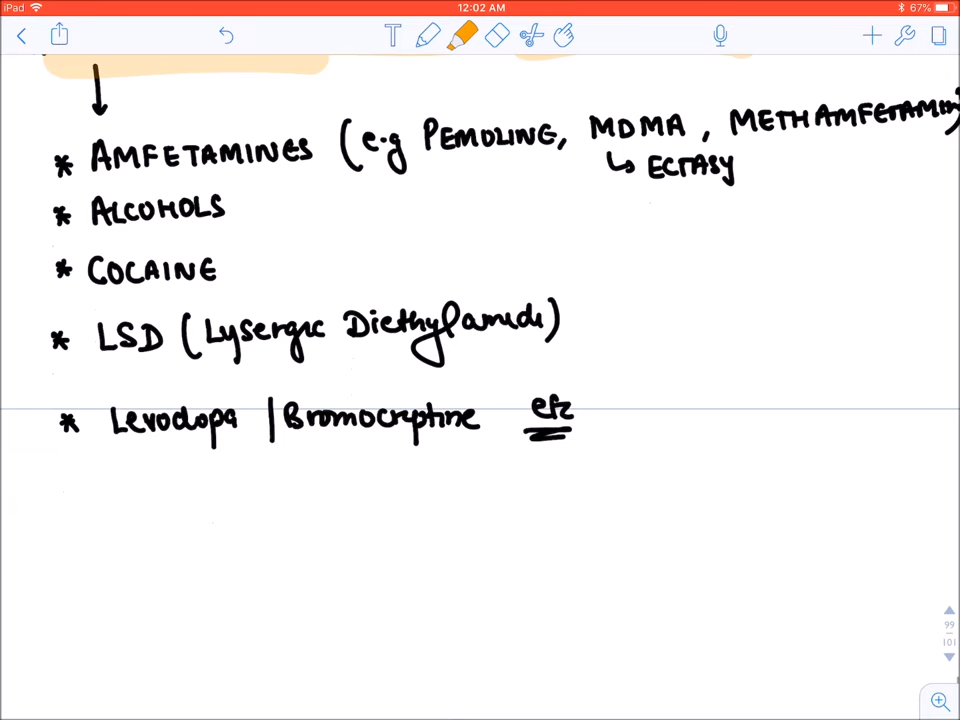 iPad 12:02 AM 67%
T
* AMFETAMINES (e.g PEMOLINE, MDMA, METHAMFETAMINE)
↳ ECTASY
* ALCOHOLS
* COCAINE
* LSD (Lysergic Diethylamide)
* Levodopa | Bromocriptine etc
99
101